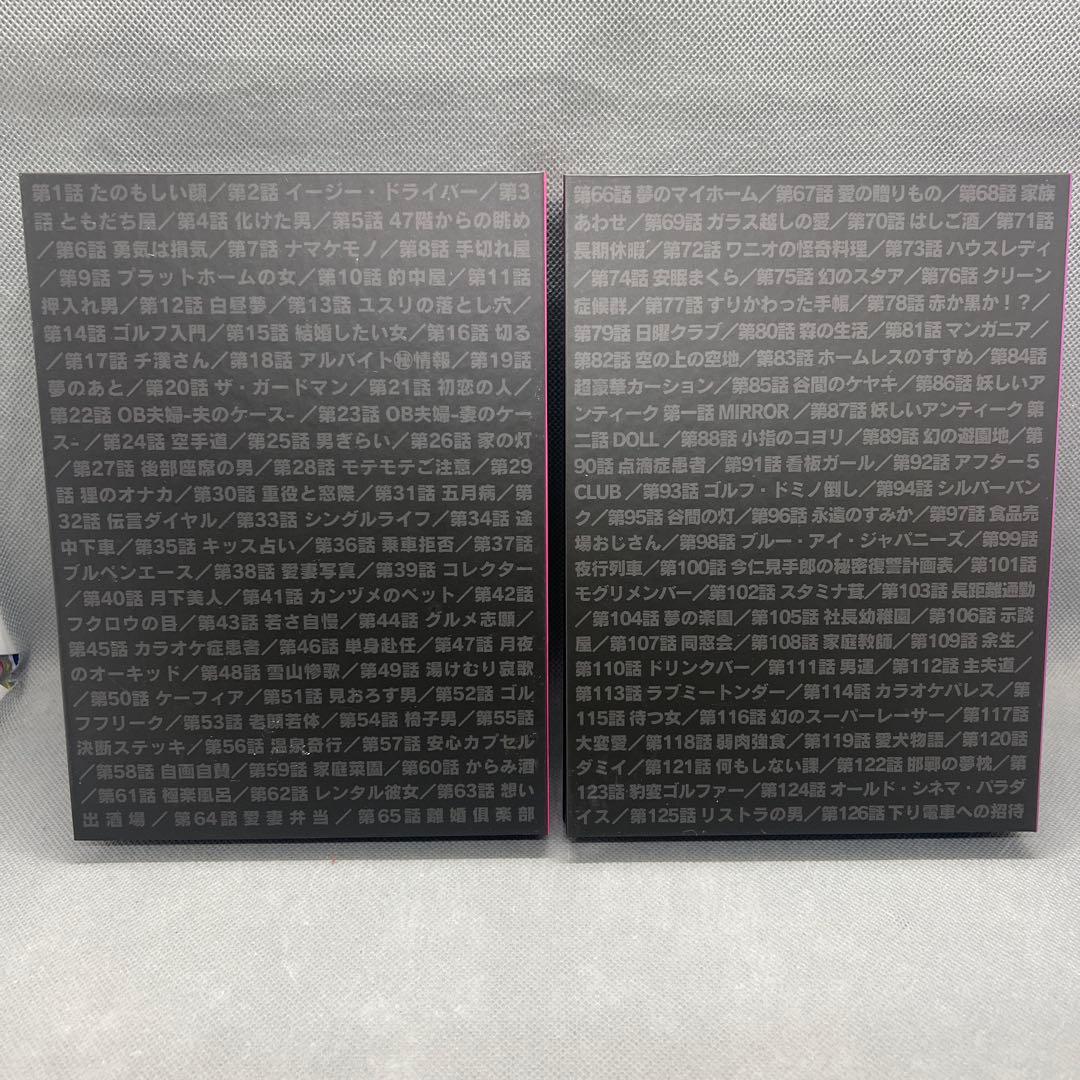 第1話 たのもしい顔／第2話 イージー・ドライバー／第3
話 ともだち屋／第4話 化けた男／第5話 47階からの眺め
／第6話 勇気は損気／第7話 ナマケモノ／第8話 手切れ屋
／第9話 プラットホームの女／第10話 的中屋／第11話
押入れ男／第12話 白昼夢／第13話 ユスリの落とし穴／
第14話 ゴルフ入門／第15話 結婚したい女／第16話 切る
／第17話 チ漢さん／第18話 アルバイト㊙情報／第19話
夢のあと／第20話 ザ・ガードマン／第21話 初恋の人／
第22話 OB夫婦-夫のケース-／第23話 OB夫婦-妻のケー
ス-／第24話 空手道／第25話 男ぎらい／第26話 家の灯
／第27話 後部座席の男／第28話 モテモテご注意／第29
話 狸のオナカ／第30話 重役と窓際／第31話 五月病／第
32話 伝言ダイヤル／第33話 シングルライフ／第34話 途
中下車／第35話 キッス占い／第36話 乗車拒否／第37話
ブルペンエース／第38話 愛妻写真／第39話 コレクター
／第40話 月下美人／第41話 カンヅメのペット／第42話
フクロウの目／第43話 若さ自慢／第44話 グルメ志願／
第45話 カラオケ症患者／第46話 単身赴任／第47話 月夜
のオーキッド／第48話 雪山惨歌／第49話 湯けむり哀歌
／第50話 ケーフィア／第51話 見おろす男／第52話 ゴル
フフリーク／第53話 老困若体／第54話 椅子男／第55話
決断ステッキ／第56話 温泉奇行／第57話 安心カプセル
／第58話 自画自賛／第59話 家庭菜園／第60話 からみ酒
／第61話 極楽風呂／第62話 レンタル彼女／第63話 想い
出酒場／第64話 愛妻弁当／第65話 離婚倶楽部
第66話 夢のマイホーム／第67話 愛の贈りもの／第68話 家族
あわせ／第69話 ガラス越しの愛／第70話 はしご酒／第71話
長期休暇／第72話 ワニオの怪奇料理／第73話 ハウスレディ
／第74話 安眠まくら／第75話 幻のスタア／第76話 クリーン
症候群／第77話 すりかわった手帳／第78話 赤か黒か！？／
第79話 日曜クラブ／第80話 森の生活／第81話 マンガニア／
第82話 空の上の空地／第83話 ホームレスのすすめ／第84話
超豪華カーション／第85話 谷間のケヤキ／第86話 妖しいア
ンティーク 第一話 MIRROR／第87話 妖しいアンティーク 第
二話 DOLL／第88話 小指のコヨリ／第89話 幻の遊園地／第
90話 点滴症患者／第91話 看板ガール／第92話 アフター5
CLUB／第93話 ゴルフ・ドミノ倒し／第94話 シルバーバン
ク／第95話 谷間の灯／第96話 永遠のすみか／第97話 食品売
場おじさん／第98話 ブルー・アイ・ジャパニーズ／第99話
夜行列車／第100話 今仁見手郎の秘密復讐計画表／第101話
モグリメンバー／第102話 スタミナ茸／第103話 長距離通勤
／第104話 夢の楽園／第105話 社長幼稚園／第106話 示談
屋／第107話 同窓会／第108話 家庭教師／第109話 余生／
第110話 ドリンクバー／第111話 男運／第112話 主夫道／
第113話 ラブミートンダー／第114話 カラオケパレス／第
115話 待つ女／第116話 幻のスーパーレーサー／第117話
大変愛／第118話 弱肉強食／第119話 愛犬物語／第120話
ダミイ／第121話 何もしない課／第122話 邯鄲の夢枕／第
123話 豹変ゴルファー／第124話 オールド・シネマ・パラダ
イス／第125話 リストラの男／第126話 下り電車への招待